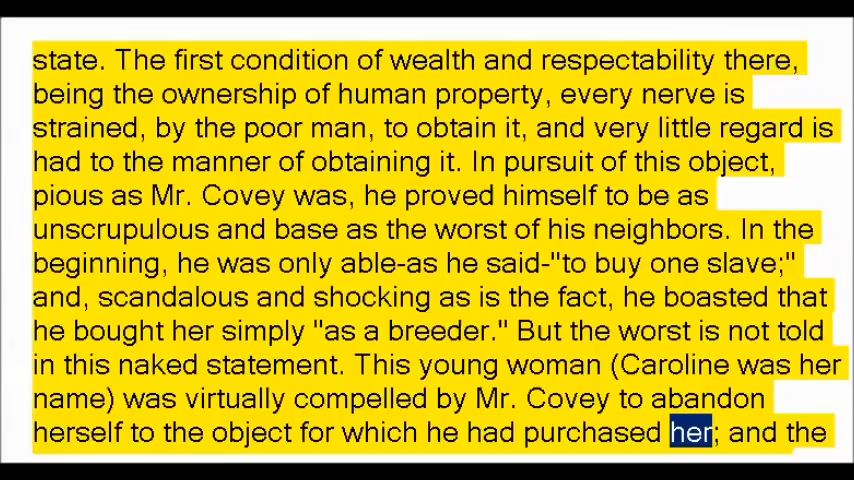 state. The first condition of wealth and respectability there,
being the ownership of human property, every nerve is
strained, by the poor man, to obtain it, and very little regard is
had to the manner of obtaining it. In pursuit of this object,
pious as Mr. Covey was, he proved himself to be as
unscrupulous and base as the worst of his neighbors. In the
beginning, he was only able-as he said-"to buy one slave;"
and, scandalous and shocking as is the fact, he boasted that
he bought her simply "as a breeder." But the worst is not told
in this naked statement. This young woman (Caroline was her
name) was virtually compelled by Mr. Covey to abandon
herself to the object for which he had purchased her; and the